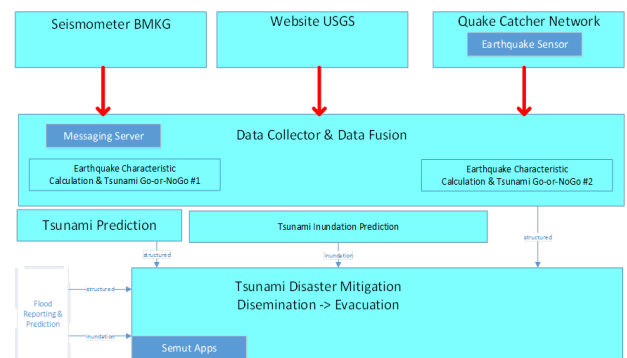 Seismometer BMKG
Website USGS
Quake Catcher Network
Earthquake Sensor
Data Collector & Data Fusion
Messaging Server
Earthquake Characteristic
Calculation & Tsunami Go-or-NoGo #1
Earthquake Characteristic
Calculation & Tsunami Go-or-NoGo #2
Tsunami Prediction
Tsunami Inundation Prediction
structured
structured
inundation
Tsunami Disaster Mitigation
Disemination -> Evacuation
Flood
Reporting &
Prediction
structured
inundation
Semut Apps